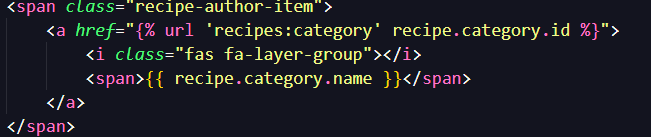 <span class="recipe-author-item">
<a href="{% url 'recipes:category' recipe.category.id %}">
<i class="fas fa-layer-group"></i>
<span>{{ recipe.category.name }}</span>
</a>
</span>